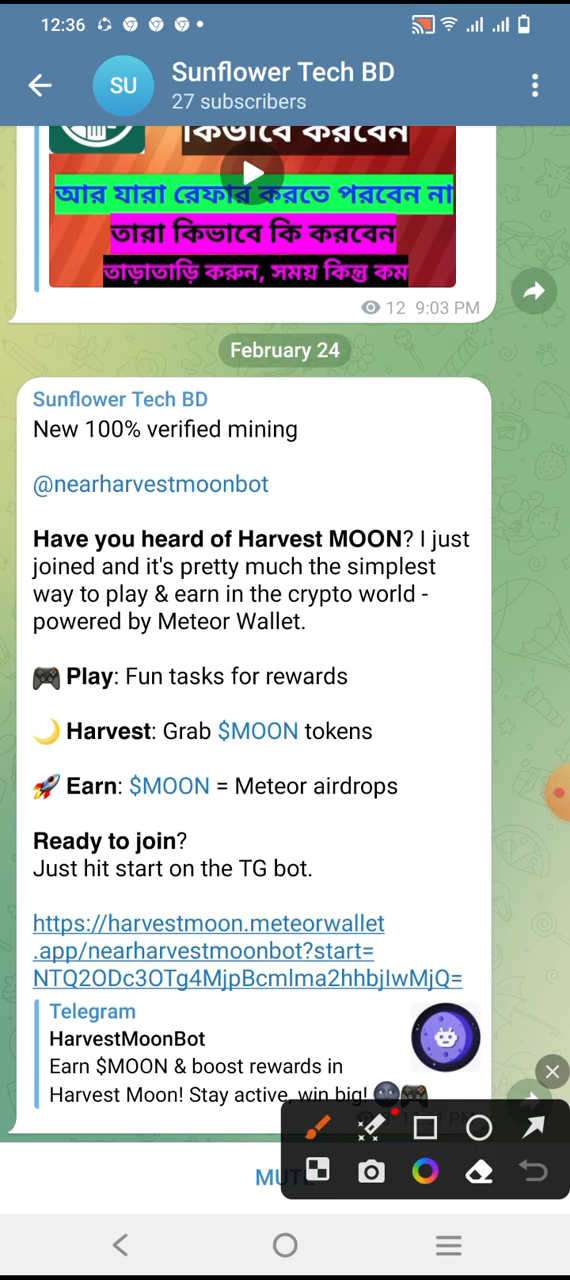 12:36
SU
Sunflower Tech BD
27 subscribers
কিভাবে করবেন
আর যারা রেফার করতে পরবেন না
তারা কিভাবে কি করবেন
তাড়াতাড়ি করুন, সময় কিন্তু কম
12 9:03 PM
February 24
Sunflower Tech BD
New 100% verified mining
@nearharvestmoonbot
Have you heard of Harvest MOON? I just
joined and it's pretty much the simplest
way to play & earn in the crypto world -
powered by Meteor Wallet.
🎮 Play: Fun tasks for rewards
🌙 Harvest: Grab $MOON tokens
🚀 Earn: $MOON = Meteor airdrops
Ready to join?
Just hit start on the TG bot.
https://harvestmoon.meteorwallet
.app/nearharvestmoonbot?start=
NTQ2ODc3OTg4MjpBcmlma2hhbjIwMjQ=
Telegram
HarvestMoonBot
Earn $MOON & boost rewards in
Harvest Moon! Stay active, win big! 🌚🎮